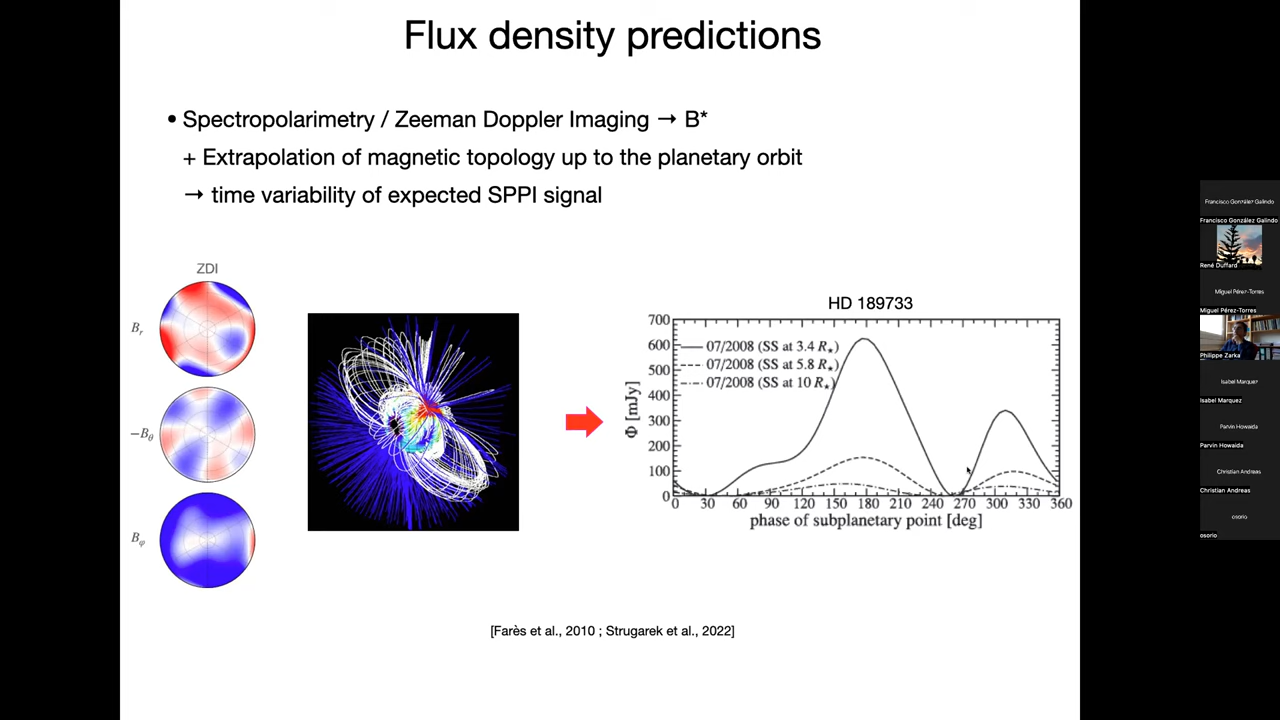 Flux density predictions
• Spectropolarimetry / Zeeman Doppler Imaging → B*
+ Extrapolation of magnetic topology up to the planetary orbit
→ time variability of expected SPPI signal
ZDI
B_r
−B_θ
B_φ
HD 189733
07/2008 (SS at 3.4 R⋆)
07/2008 (SS at 5.8 R⋆)
07/2008 (SS at 10 R⋆)
Φ [mJy]
700
600
500
400
300
200
100
0
0 30 60 90 120 150 180 210 240 270 300 330 360
phase of subplanetary point [deg]
[Farès et al., 2010 ; Strugarek et al., 2022]
Francisco González Galindo
Francisco González Galindo
René Duffard
Miguel Pérez-Torres
Miguel Pérez-Torres
Philippe Zarka
Isabel Marquez
Isabel Marquez
Parvin Howaida
Parvin Howaida
Christian Andreas
Christian Andreas
osorio
osorio